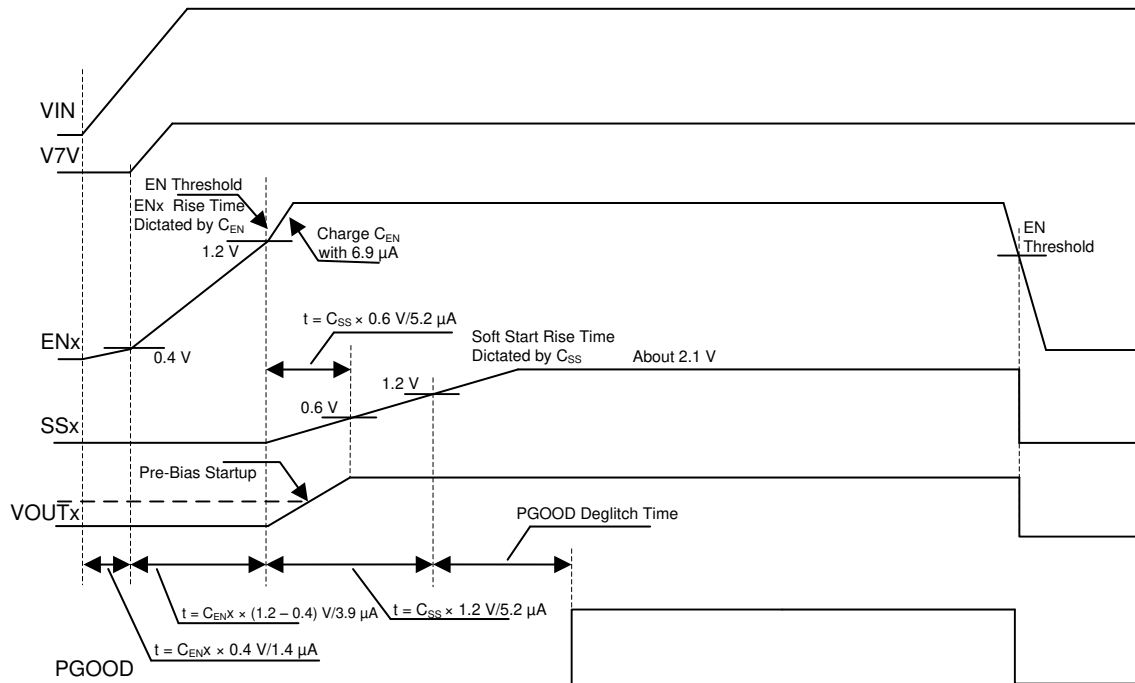 VIN
V7V
EN Threshold
ENx Rise Time
Dictated by CEN
1.2 V
Charge CEN
with 6.9 µA
EN
Threshold
ENx
0.4 V
t = CSS × 0.6 V/5.2 µA
Soft Start Rise Time
Dictated by CSS
About 2.1 V
1.2 V
0.6 V
SSx
Pre-Bias Startup
VOUTx
PGOOD Deglitch Time
t = CENx × (1.2 – 0.4) V/3.9 µA
t = CSS × 1.2 V/5.2 µA
t = CENx × 0.4 V/1.4 µA
PGOOD